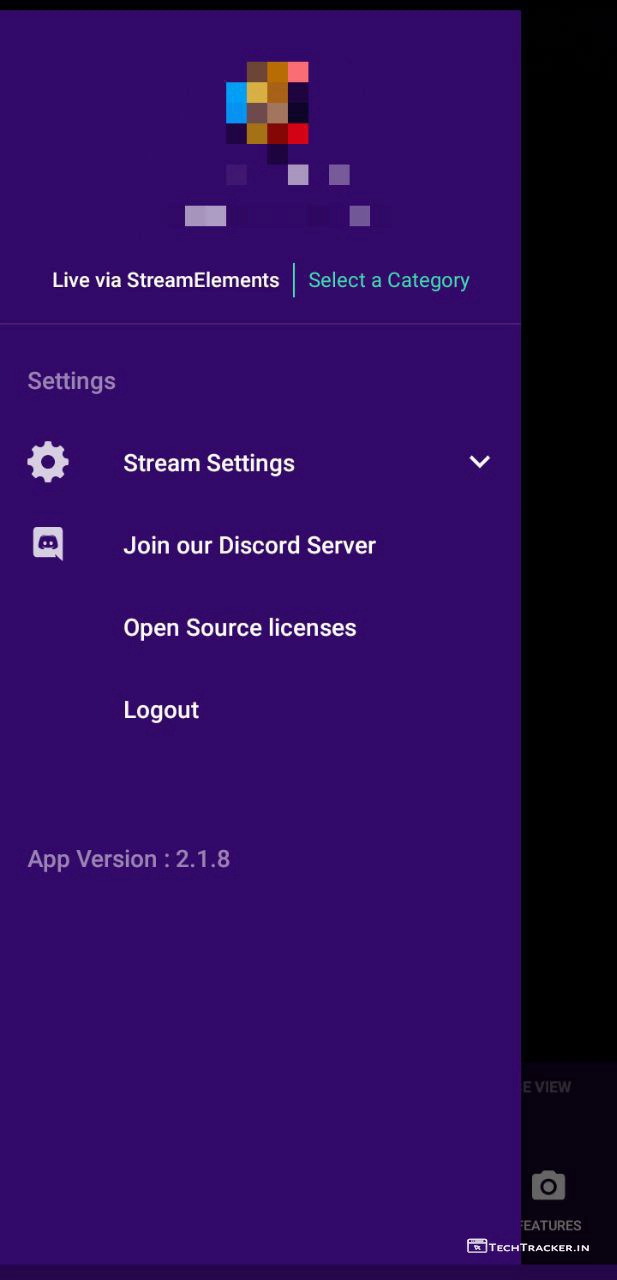 Live via StreamElements
Select a Category
Settings
Stream Settings
Join our Discord Server
Open Source licenses
Logout
App Version : 2.1.8
E VIEW
FEATURES
TECHTRACKER.IN